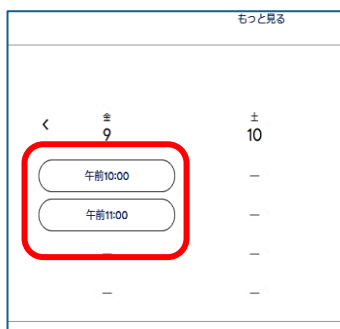 もっと見る
金 土
< 9 10
午前10:00 —
午前11:00 —
— —
— —